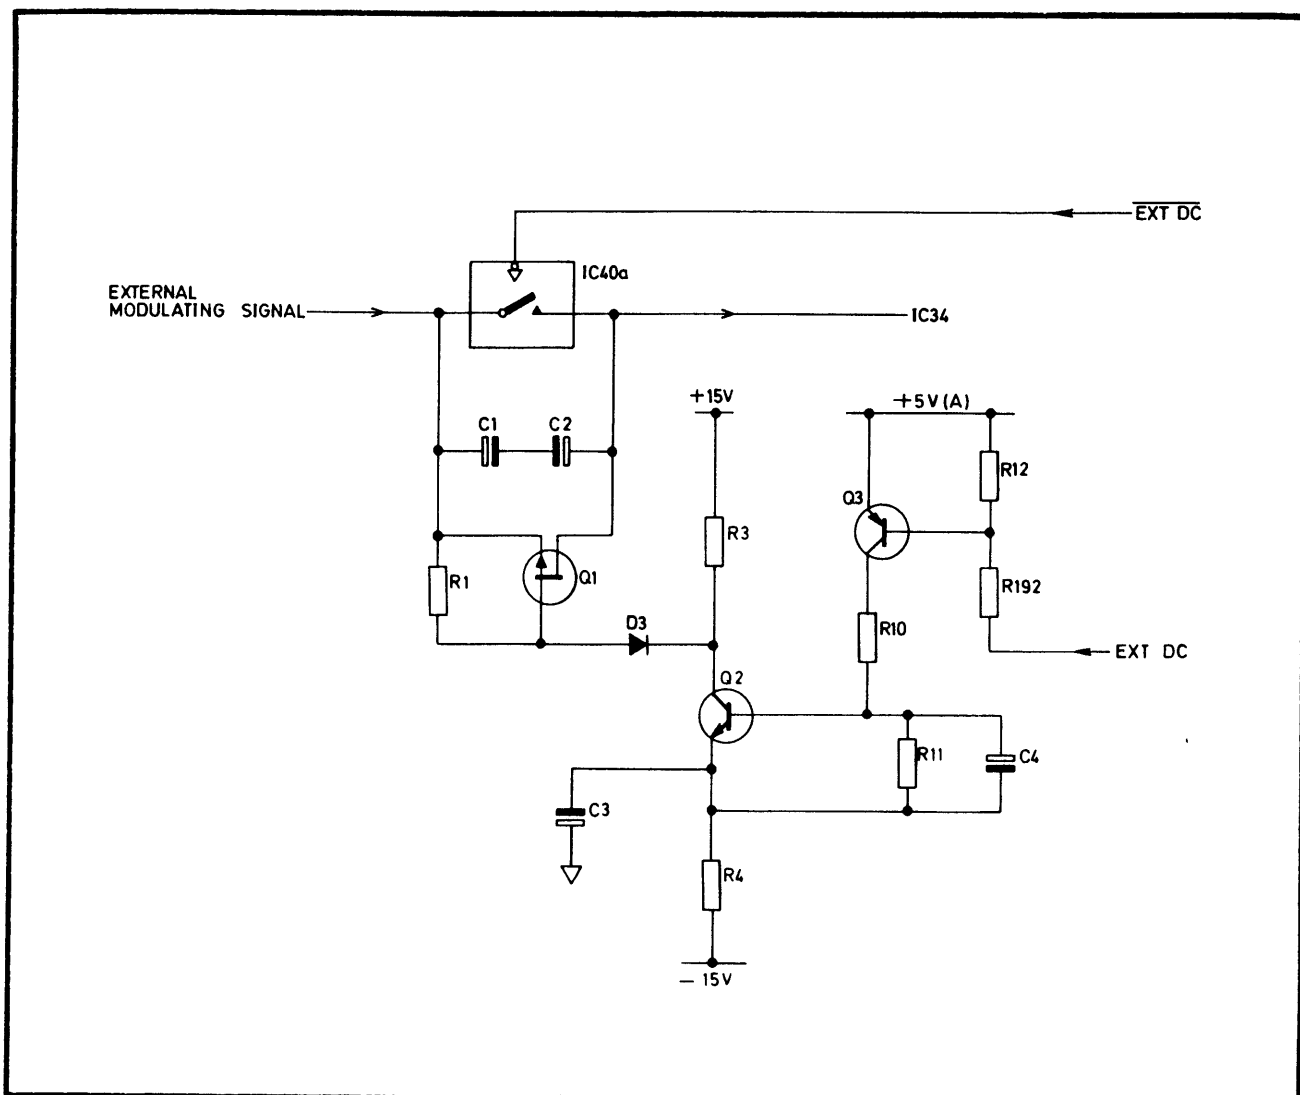 EXT DC
IC40a
EXTERNAL
MODULATING SIGNAL
IC34
+15V
+5V(A)
C1
C2
R12
Q3
R3
R1
Q1
R192
D3
R10
EXT DC
Q2
R11
C4
C3
R4
– 15V